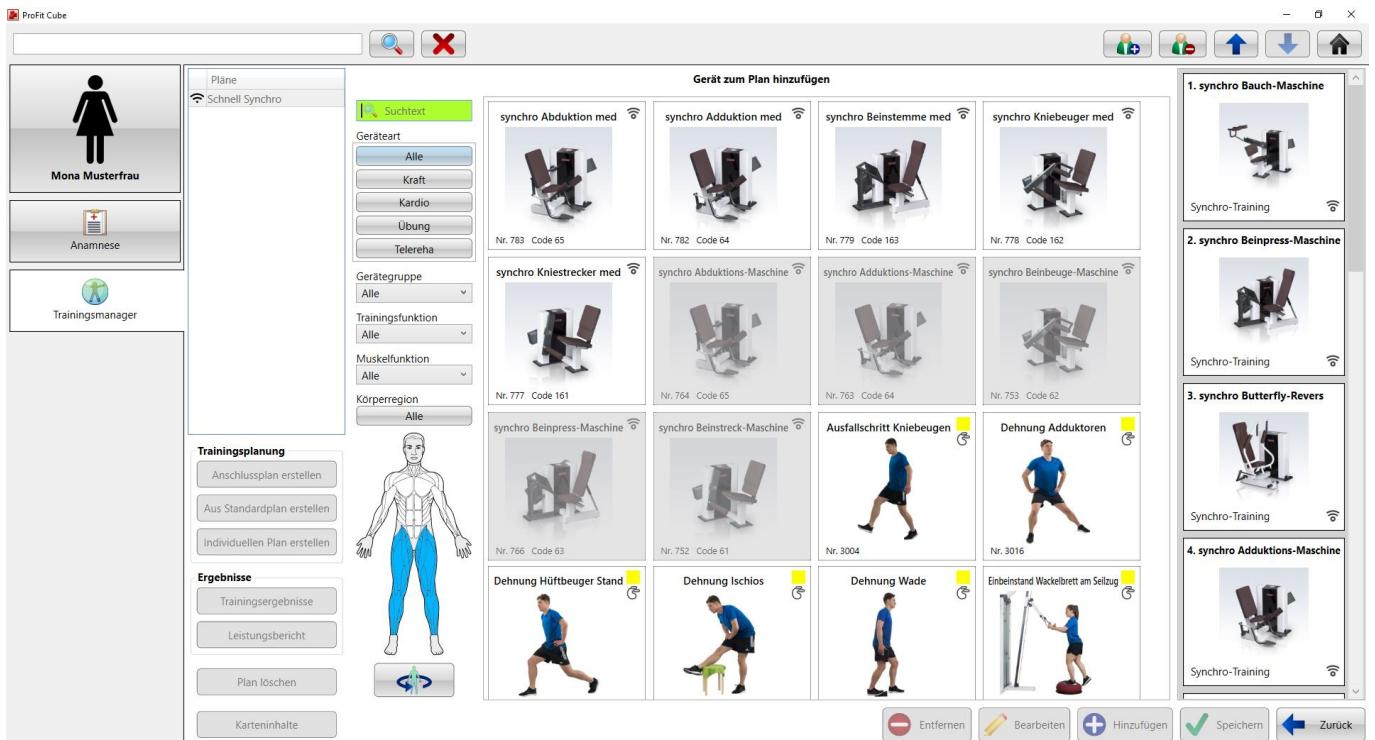 ProFit Cube
Mona Musterfrau
Anamnese
Trainingsmanager
Pläne
Schnell Synchro
Trainingsplanung
Anschlussplan erstellen
Aus Standardplan erstellen
Individuellen Plan erstellen
Ergebnisse
Trainingsergebnisse
Leistungsbericht
Plan löschen
Karteninhalte
Gerät zum Plan hinzufügen
Suchtext
Geräteart
Alle
Kraft
Kardio
Übung
Telereha
Gerätegruppe
Alle
Trainingsfunktion
Alle
Muskelfunktion
Alle
Körperregion
Alle
synchro Abduktion med
Nr. 783 Code 65
synchro Adduktion med
Nr. 782 Code 64
synchro Beinstemme med
Nr. 779 Code 163
synchro Kniebeuger med
Nr. 778 Code 162
synchro Kniestrecker med
Nr. 777 Code 161
synchro Abduktions-Maschine
Nr. 764 Code 65
synchro Adduktions-Maschine
Nr. 763 Code 64
synchro Beinbeuge-Maschine
Nr. 753 Code 62
synchro Beinpress-Maschine
Nr. 766 Code 63
synchro Beinstreck-Maschine
Nr. 752 Code 61
Ausfallschritt Kniebeugen
Nr. 3004
Dehnung Adduktoren
Nr. 3016
Dehnung Hüftbeuger Stand
Dehnung Ischios
Dehnung Wade
Einbeinstand Wackelbrett am Seilzug
1. synchro Bauch-Maschine
Synchro-Training
2. synchro Beinpress-Maschine
Synchro-Training
3. synchro Butterfly-Revers
Synchro-Training
4. synchro Adduktions-Maschine
Synchro-Training
Entfernen
Bearbeiten
Hinzufügen
Speichern
Zurück